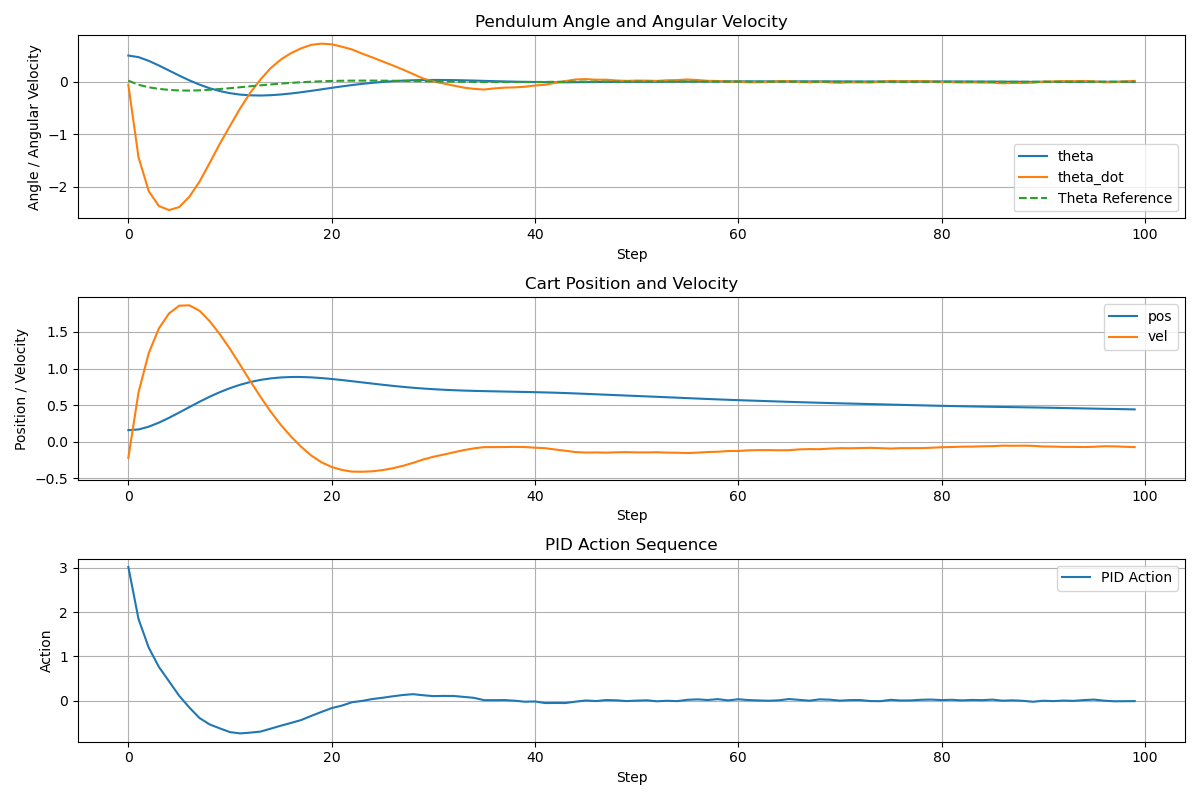 Pendulum Angle and Angular Velocity
Angle / Angular Velocity
0
−1
−2
theta
theta_dot
Theta Reference
0 20 40 60 80 100
Step
Cart Position and Velocity
Position / Velocity
1.5
1.0
0.5
0.0
−0.5
pos
vel
0 20 40 60 80 100
Step
PID Action Sequence
Action
3
2
1
0
PID Action
0 20 40 60 80 100
Step